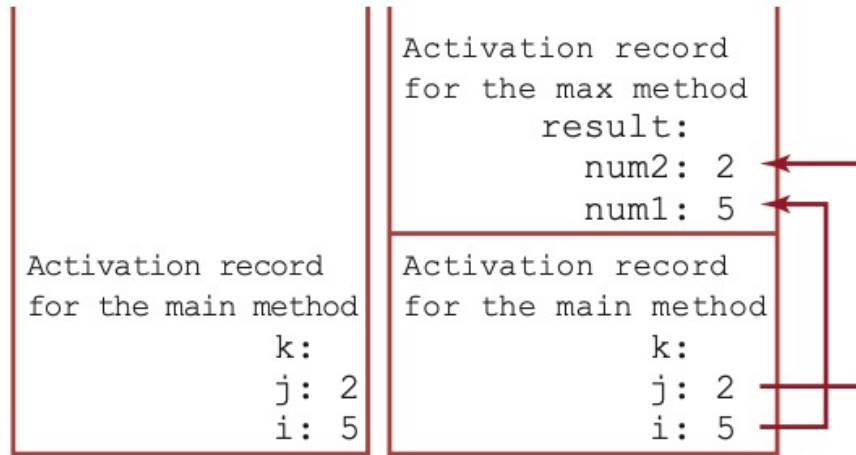 Activation record
for the main method
k:
j: 2
i: 5
Activation record
for the max method
result:
num2: 2
num1: 5
Activation record
for the main method
k:
j: 2
i: 5